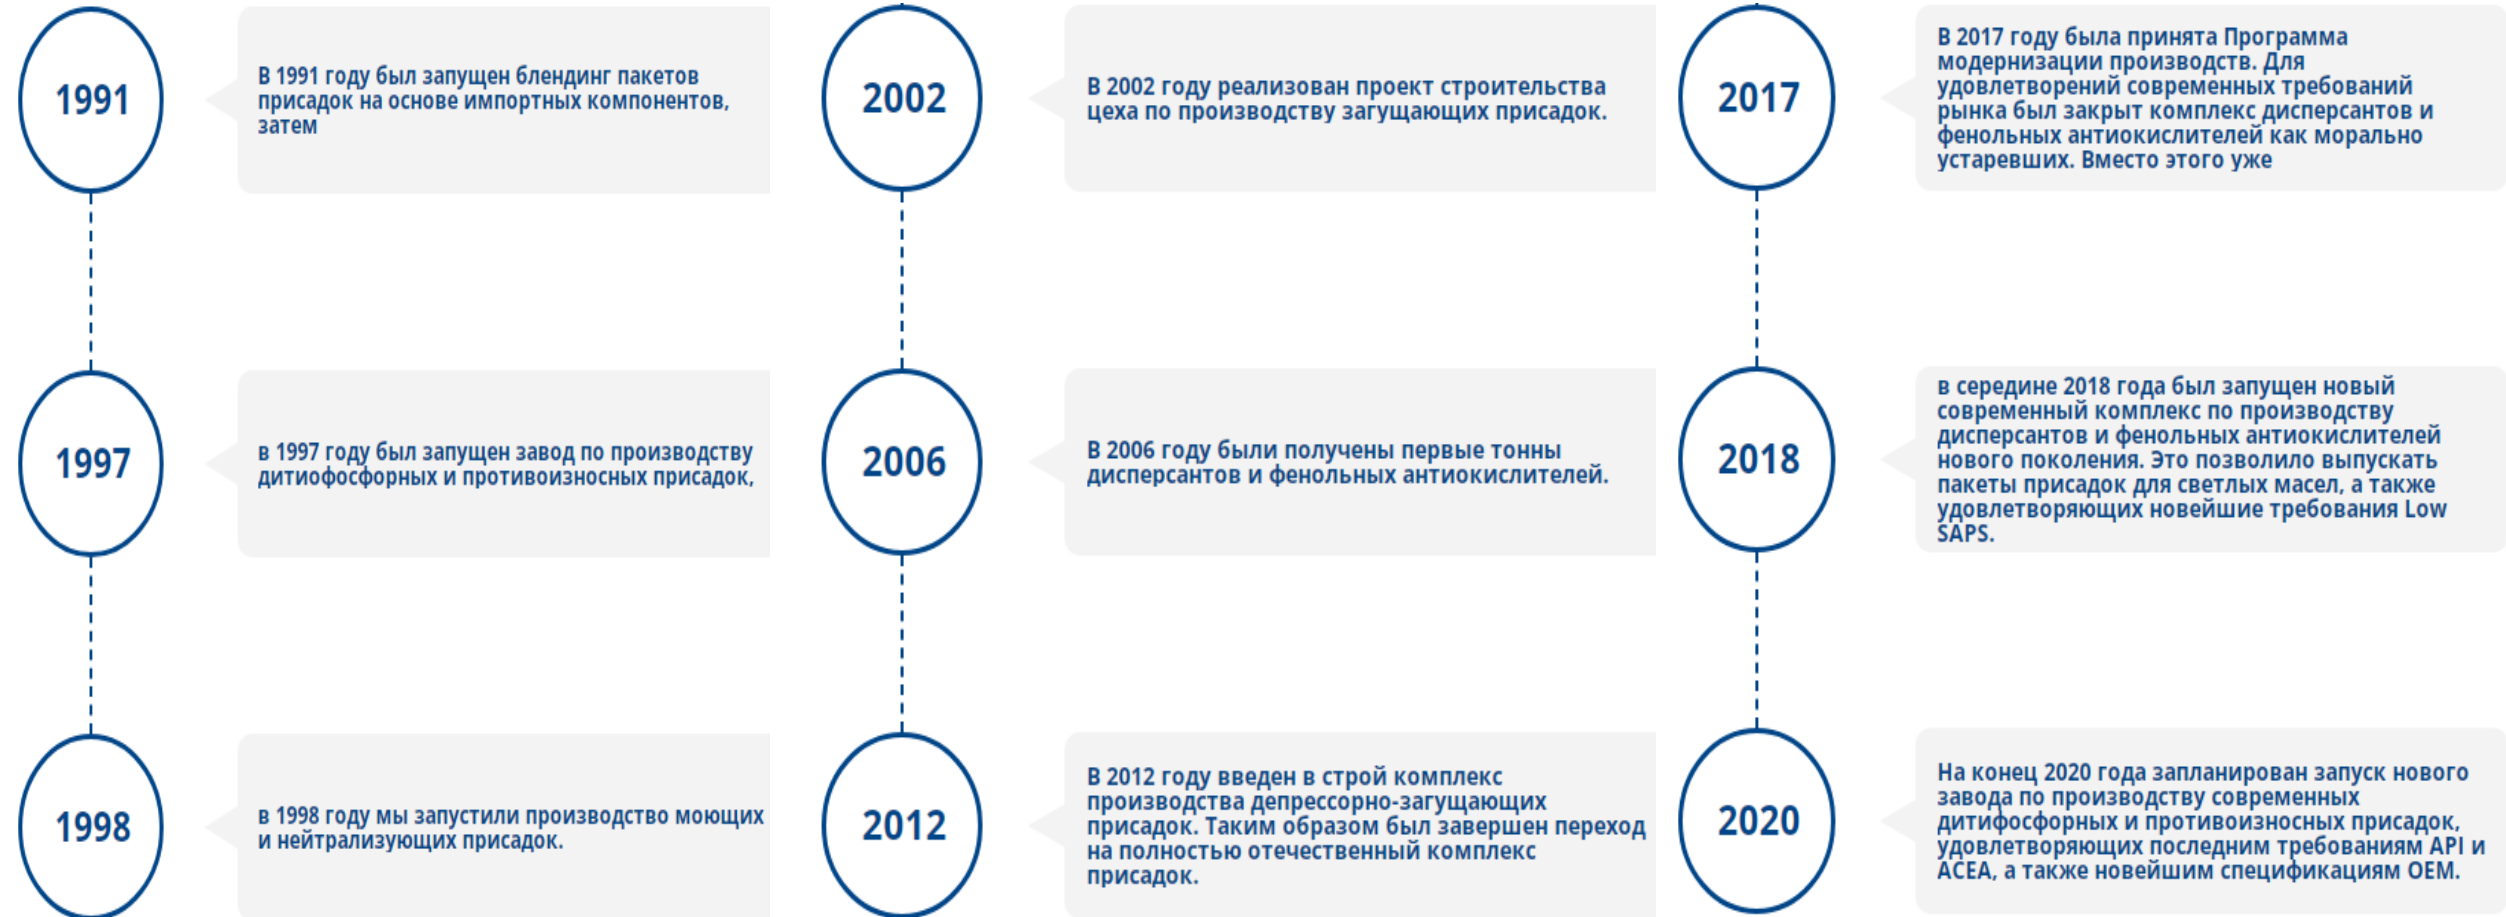 1991
В 1991 году был запущен блендинг пакетов
присадок на основе импортных компонентов,
затем
1997
в 1997 году был запущен завод по производству
дитиофосфорных и противоизносных присадок,
1998
в 1998 году мы запустили производство моющих
и нейтрализующих присадок.
2002
В 2002 году реализован проект строительства
цеха по производству загущающих присадок.
2006
В 2006 году были получены первые тонны
дисперсантов и фенольных антиокислителей.
2012
В 2012 году введен в строй комплекс
производства депрессорно-загущающих
присадок. Таким образом был завершен переход
на полностью отечественный комплекс
присадок.
2017
В 2017 году была принята Программа
модернизации производств. Для
удовлетворений современных требований
рынка был закрыт комплекс дисперсантов и
фенольных антиокислителей как морально
устаревших. Вместо этого уже
2018
в середине 2018 года был запущен новый
современный комплекс по производству
дисперсантов и фенольных антиокислителей
нового поколения. Это позволило выпускать
пакеты присадок для светлых масел, а также
удовлетворяющих новейшие требования Low
SAPS.
2020
На конец 2020 года запланирован запуск нового
завода по производству современных
дитифосфорных и противоизносных присадок,
удовлетворяющих последним требованиям API и
ACEA, а также новейшим спецификациям OEM.